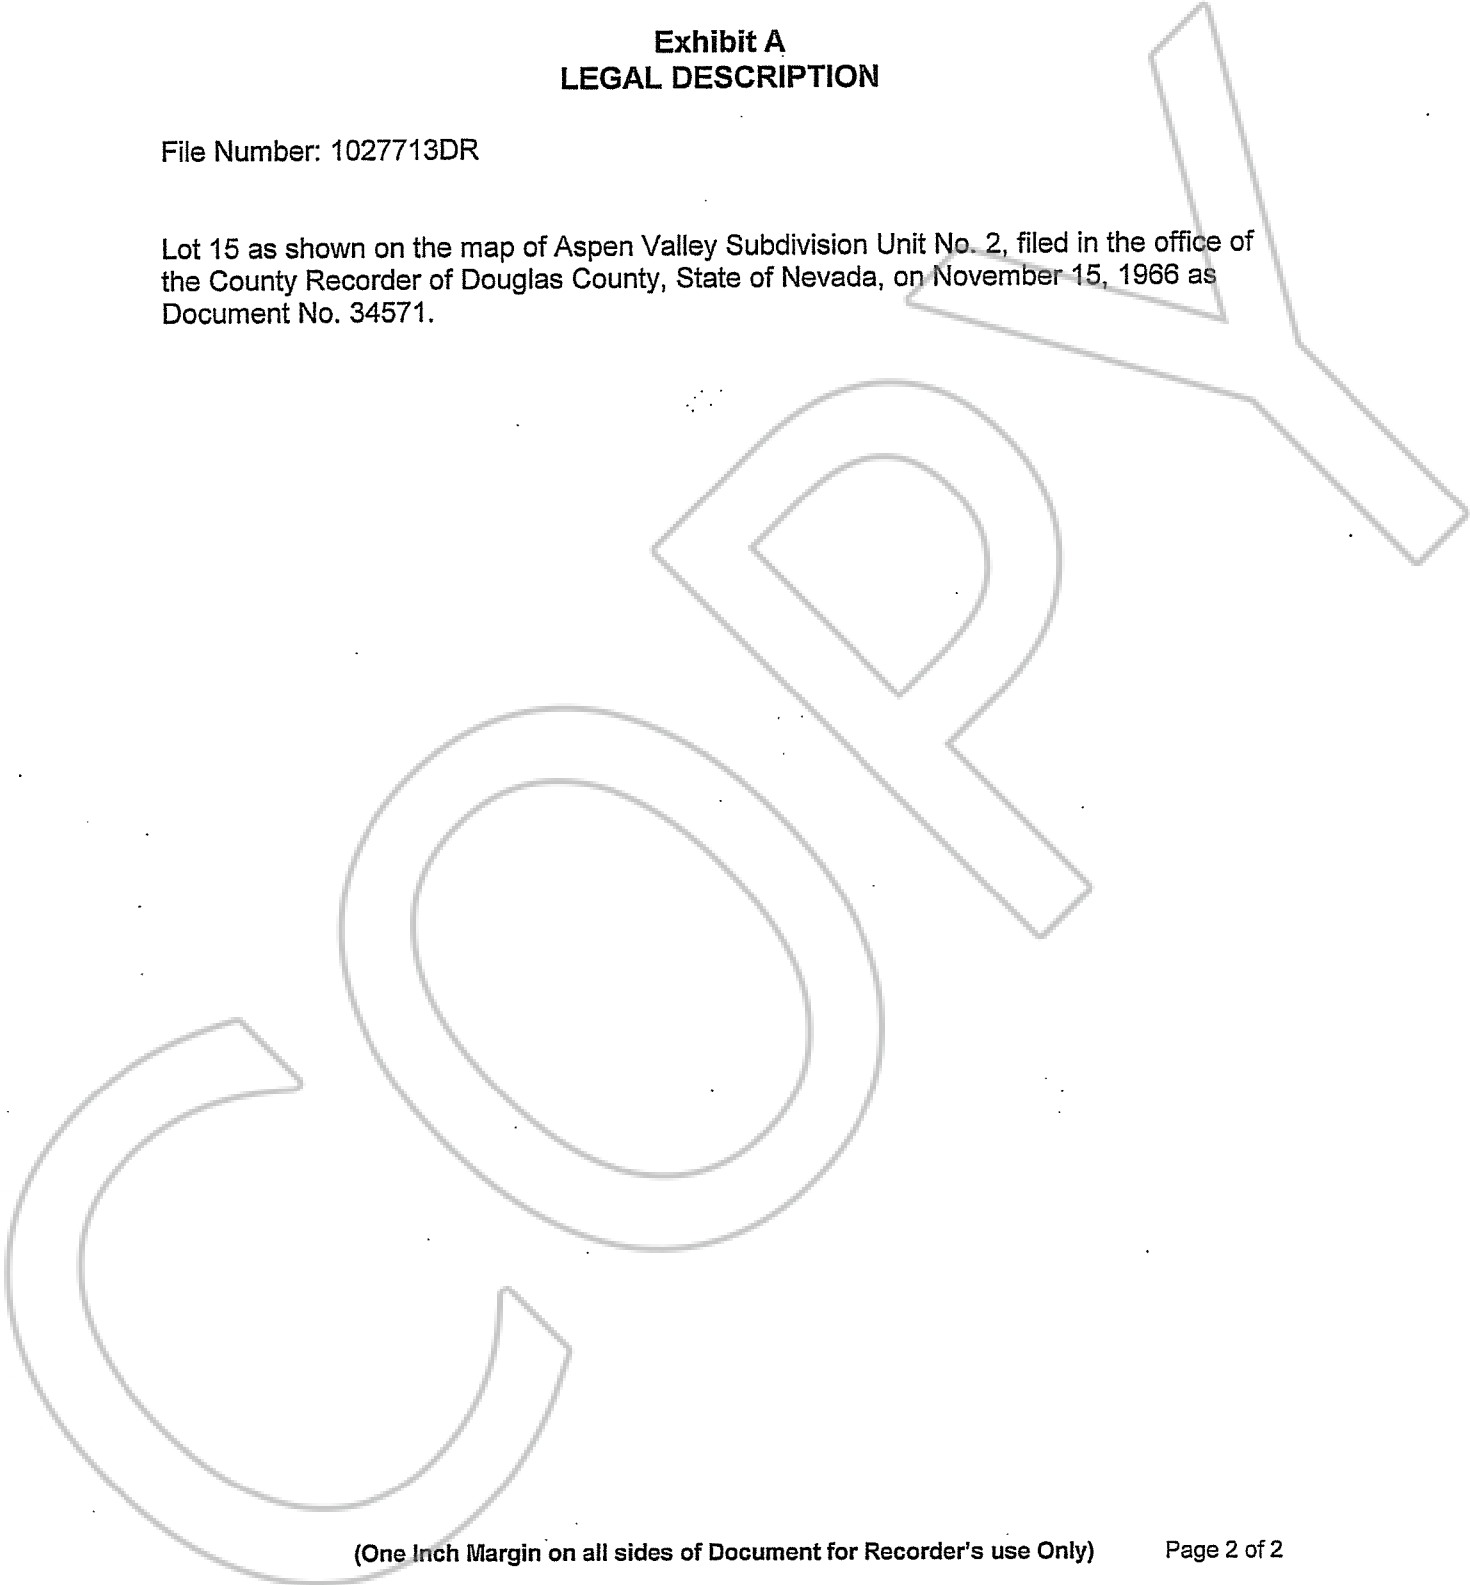 Exhibit A
LEGAL DESCRIPTION
File Number: 1027713DR
Lot 15 as shown on the map of Aspen Valley Subdivision Unit No. 2, filed in the office of
the County Recorder of Douglas County, State of Nevada, on November 15, 1966 as
Document No. 34571.
COPY
(One Inch Margin on all sides of Document for Recorder's use Only) Page 2 of 2